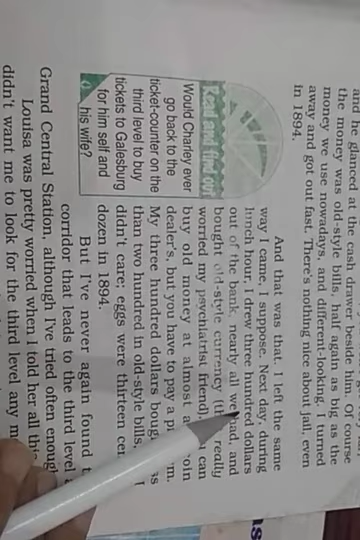 and he glanced at the cash drawer beside him. Of course
the money was old-style bills, half again as big as the
money we use nowadays, and different-looking. I turned
away and got out fast. There's nothing nice about jail, even
in 1894.
And that was that. I left the same
way I came, I suppose. Next day, during
lunch hour, I drew three hundred dollars
out of the bank, nearly all we had, and
bought old-style currency (that really
worried my psychiatrist friend). can
buy old money at almost a coin
dealer's, but you have to pay a p m.
My three hundred dollars boug ss
than two hundred in old-style bills, I
didn't care; eggs were thirteen cen
dozen in 1894.
But I've never again found t
corridor that leads to the third level
Grand Central Station, although I've tried often enoug
Louisa was pretty worried when I told her all this
didn't want me to look for the third level any m
Read and find out
Would Charley ever
go back to the
ticket-counter on the
third level to buy
tickets to Galesburg
for him self and
his wife?